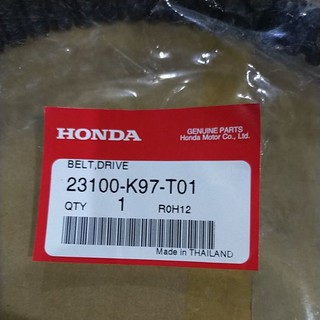 HONDA
GENUINE PARTS
Honda Motor Co., Ltd.
BELT,DRIVE
23100-K97-T01
QTY 1 R0H12
Made in THAILAND